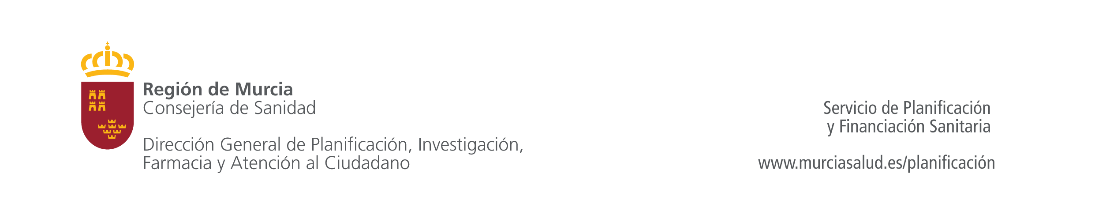 Región de Murcia
Consejería de Sanidad
Dirección General de Planificación, Investigación,
Farmacia y Atención al Ciudadano
Servicio de Planificación
y Financiación Sanitaria
www.murciasalud.es/planificación